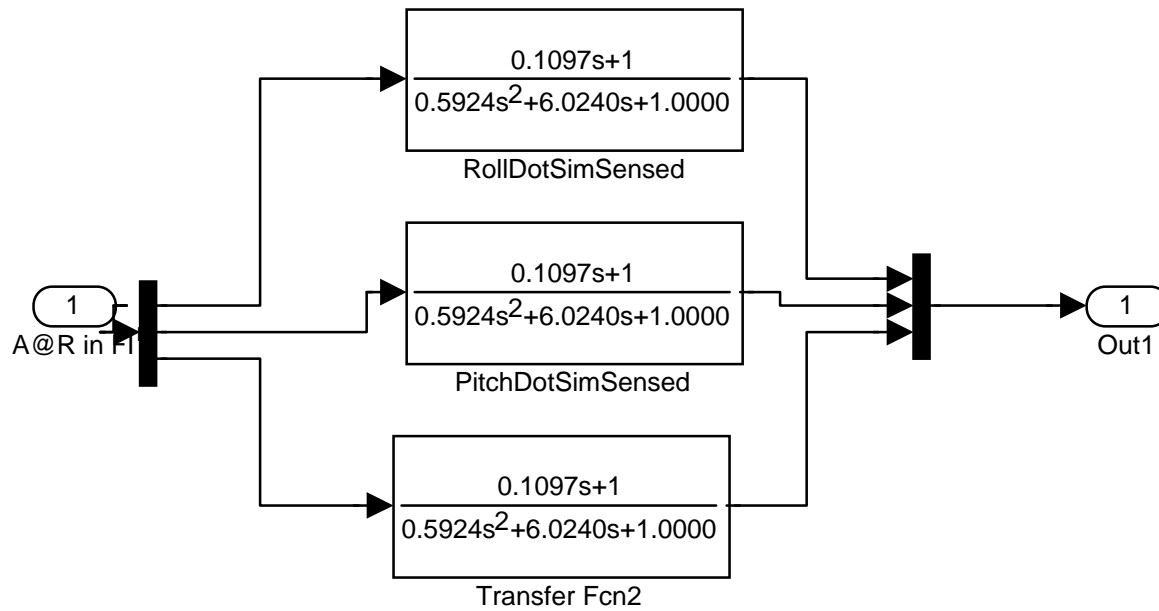 0.1097s+1
0.5924s²+6.0240s+1.0000
RollDotSimSensed
1
A@R in
0.1097s+1
0.5924s²+6.0240s+1.0000
PitchDotSimSensed
1
Out1
0.1097s+1
0.5924s²+6.0240s+1.0000
Transfer Fcn2